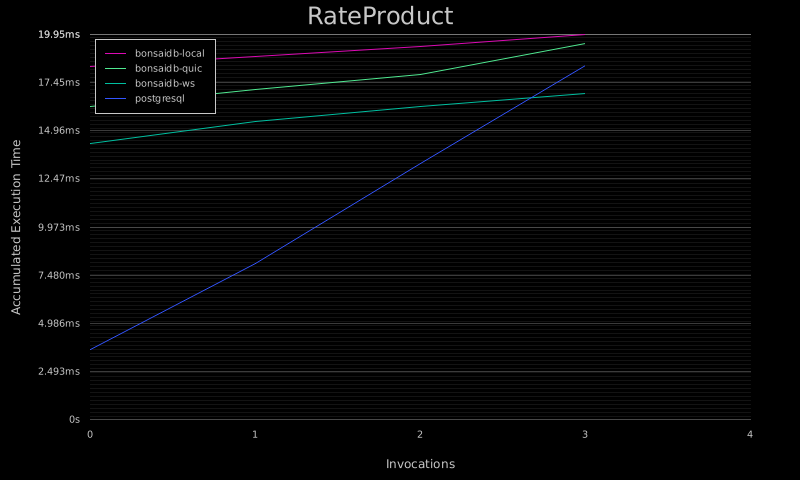 RateProduct
19.95ms
17.45ms
14.96ms
12.47ms
9.973ms
7.480ms
4.986ms
2.493ms
0s
Accumulated Execution Time
bonsaidb-local
bonsaidb-quic
bonsaidb-ws
postgresql
0 1 2 3 4
Invocations